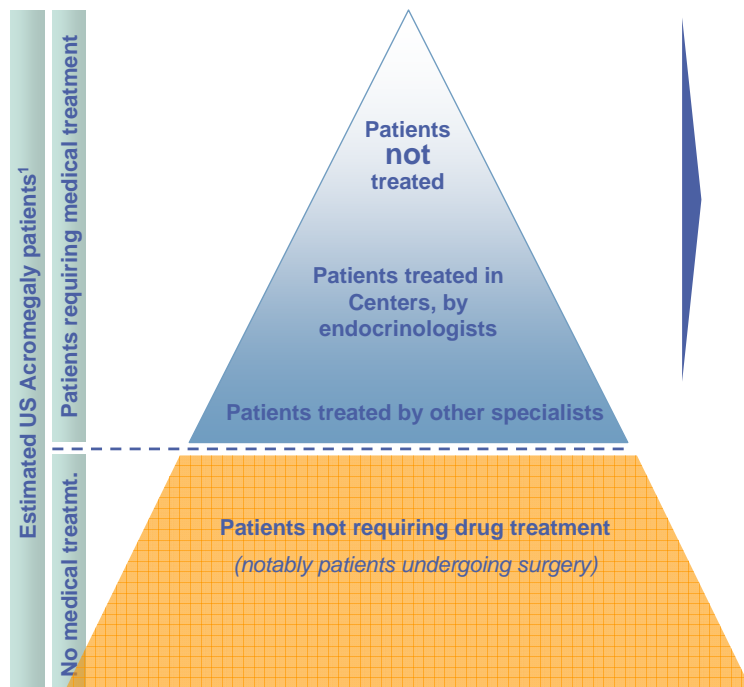 Estimated US Acromegaly patients¹
Patients requiring medical treatment
No medical treatmt.
Patients
not
treated
Patients treated in
Centers, by
endocrinologists
Patients treated by other specialists
Patients not requiring drug treatment
(notably patients undergoing surgery)